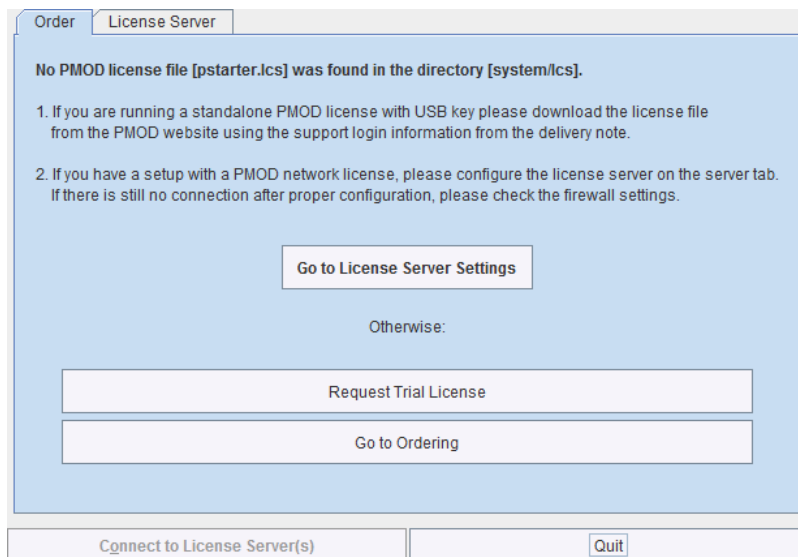 Order
License Server
No PMOD license file [pstarter.lcs] was found in the directory [system/lcs].
1. If you are running a standalone PMOD license with USB key please download the license file
from the PMOD website using the support login information from the delivery note.
2. If you have a setup with a PMOD network license, please configure the license server on the server tab.
If there is still no connection after proper configuration, please check the firewall settings.
Go to License Server Settings
Otherwise:
Request Trial License
Go to Ordering
Connect to License Server(s)
Quit